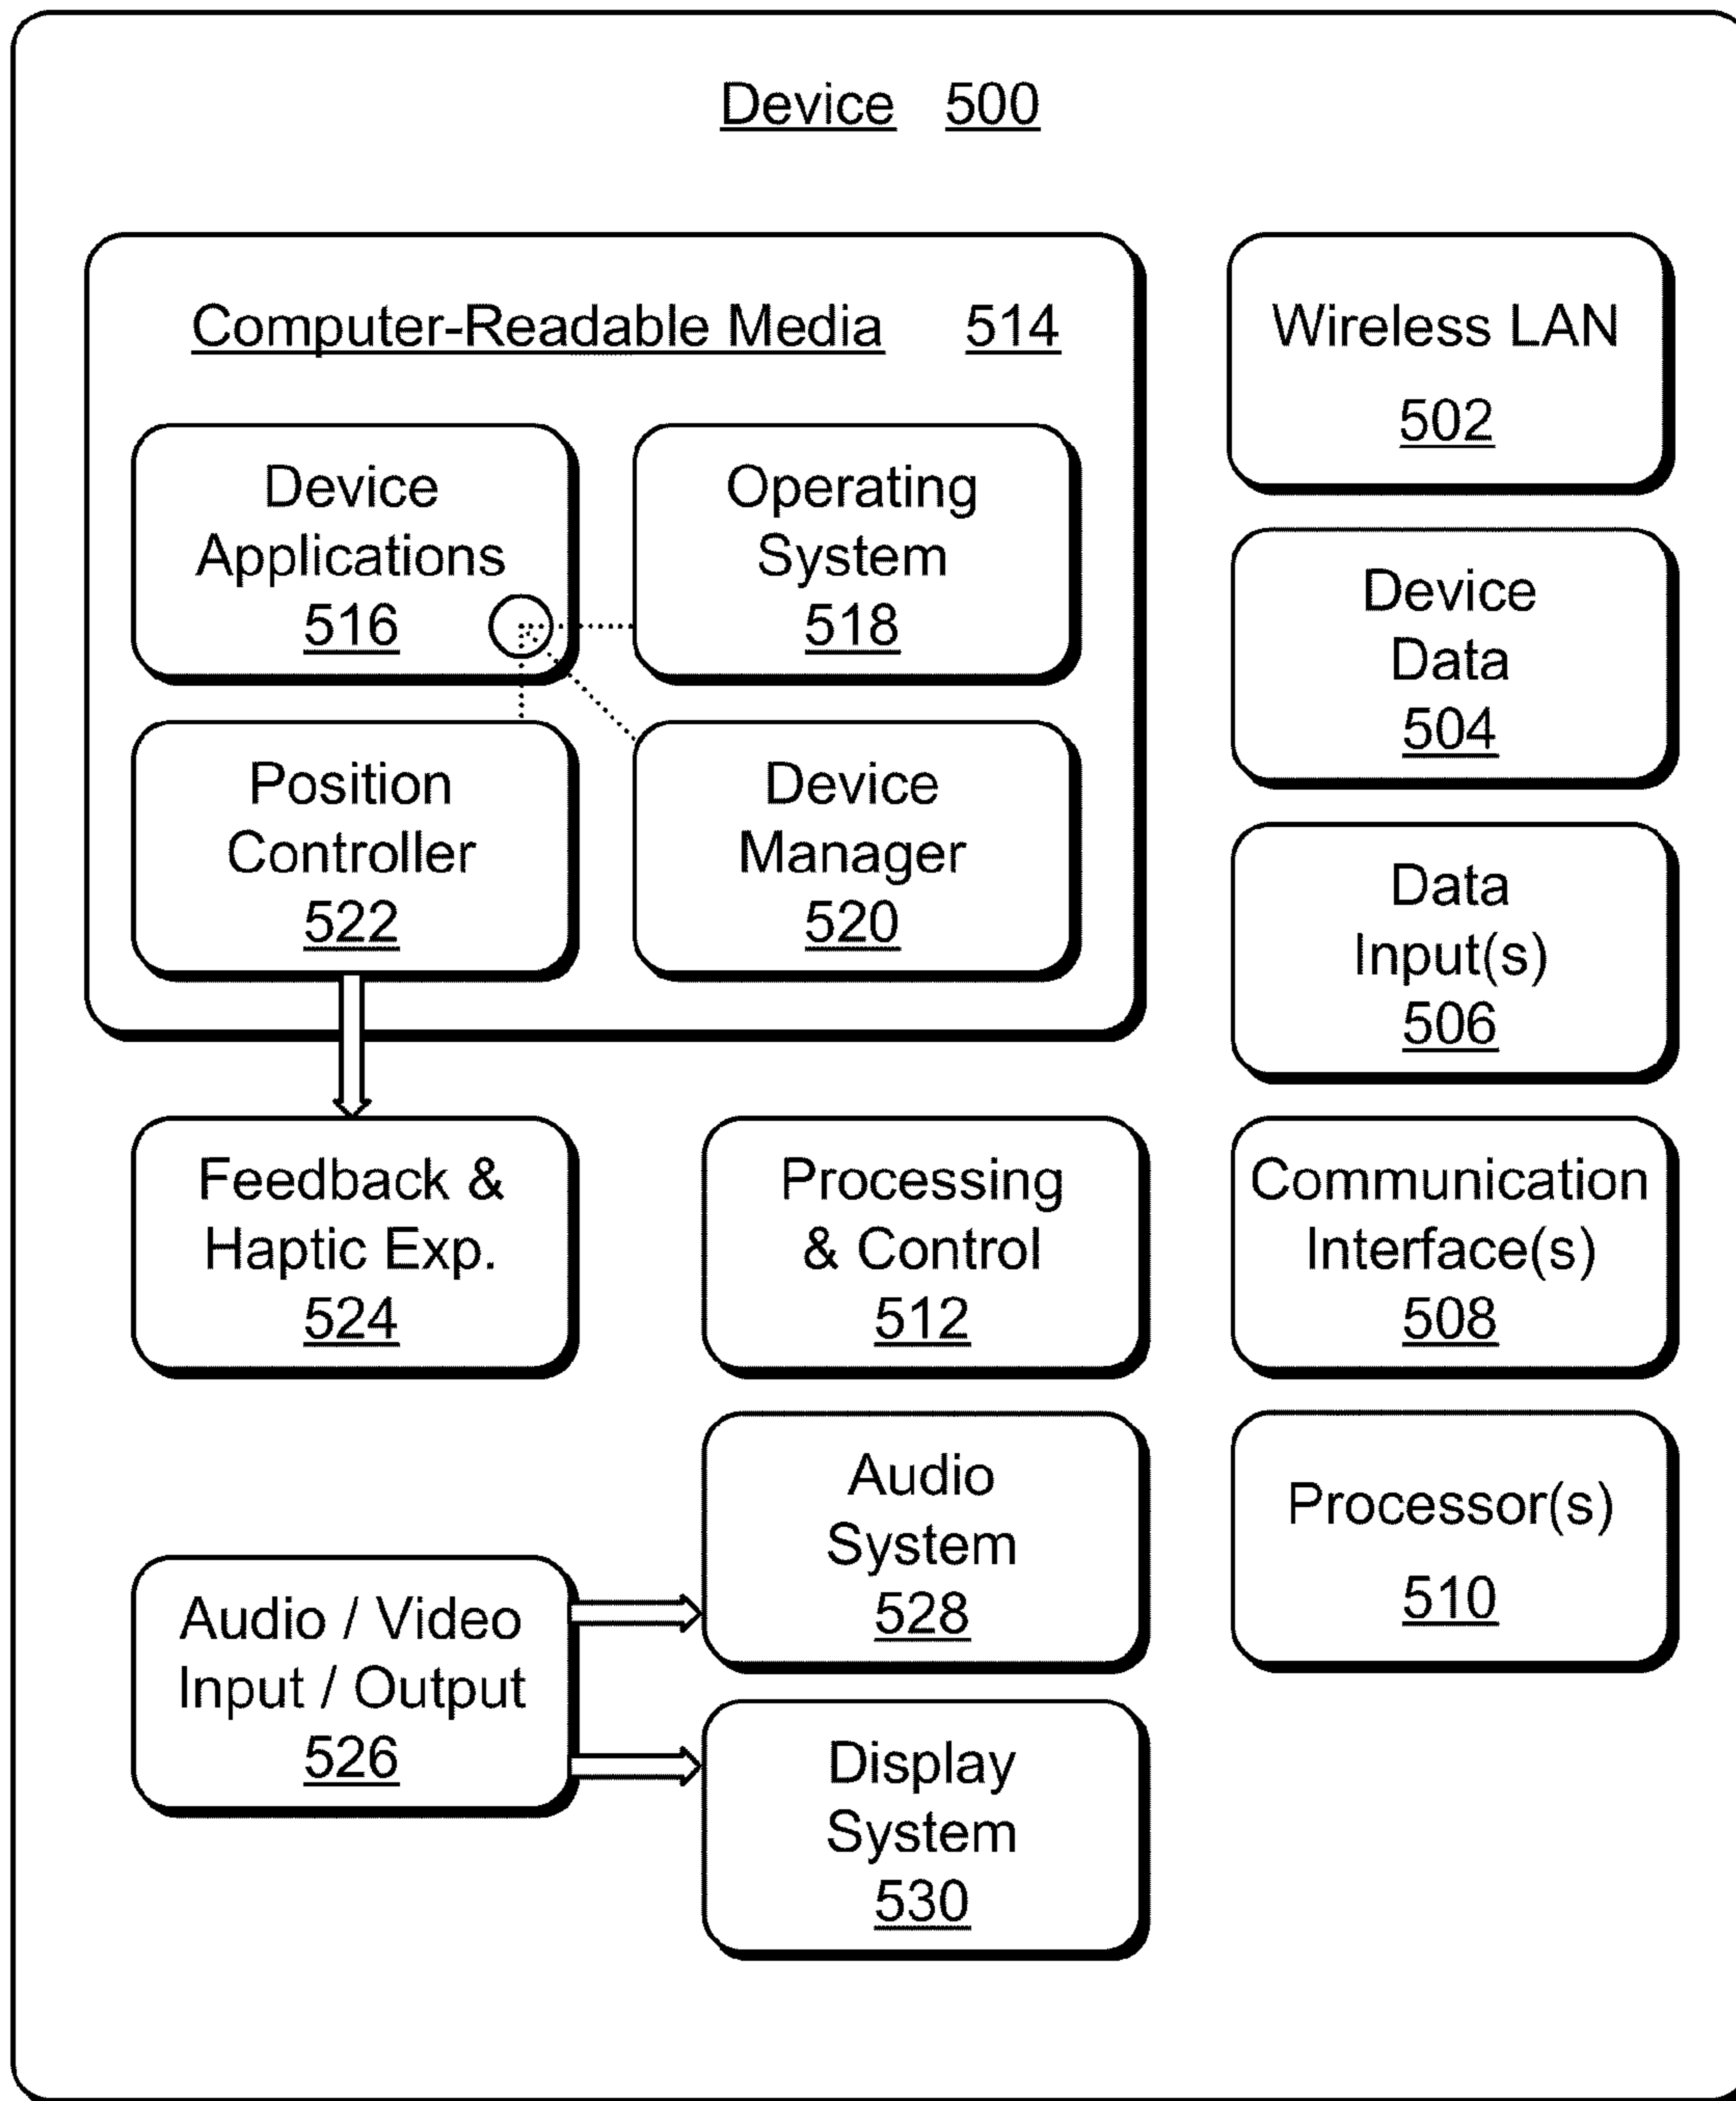 Device 500
Computer-Readable Media 514
Device
Applications
516
Operating
System
518
Position
Controller
522
Device
Manager
520
Wireless LAN
502
Device
Data
504
Data
Input(s)
506
Feedback &
Haptic Exp.
524
Processing
& Control
512
Communication
Interface(s)
508
Audio / Video
Input / Output
526
Audio
System
528
Display
System
530
Processor(s)
510